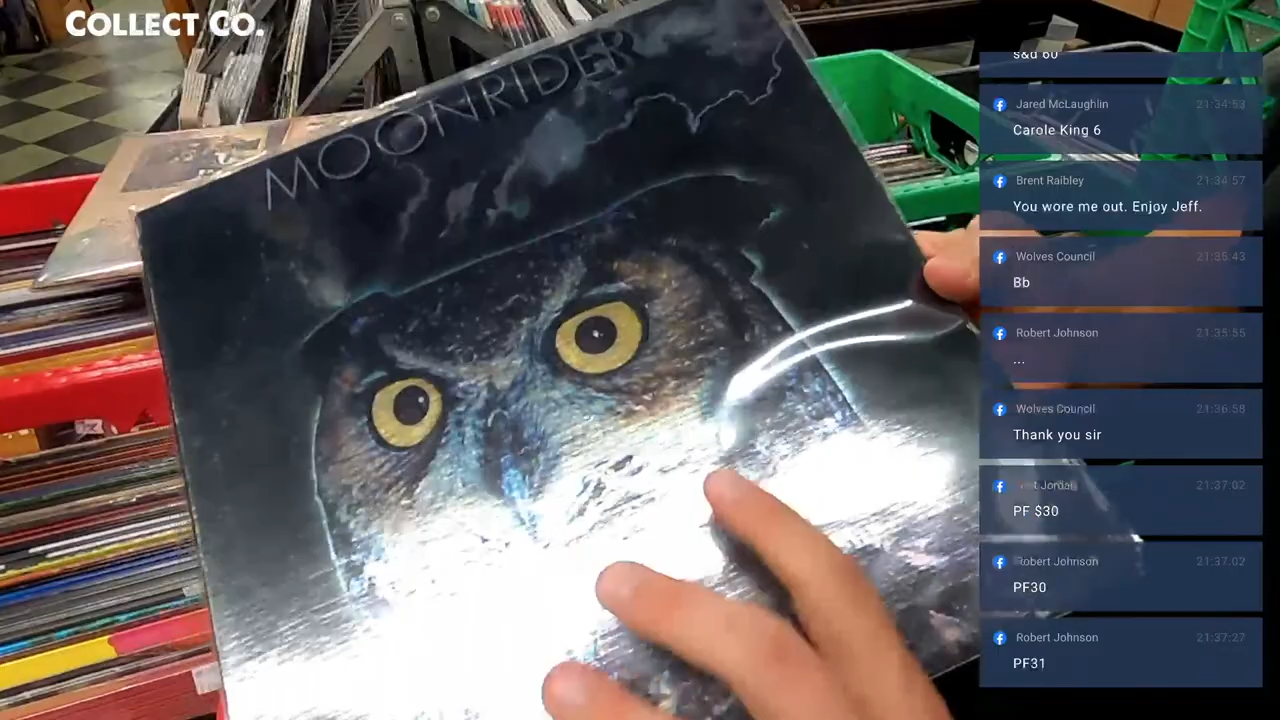 COLLECT CO.
MOONRIDER
s&d 60
Jared McLaughlin 21:34:53
Carole King 6
Brent Raibley 21:34:57
You wore me out. Enjoy Jeff.
Wolves Council 21:35:43
Bb
Robert Johnson 21:35:55
...
Wolves Council 21:36:58
Thank you sir
Jordan 21:37:02
PF $30
Robert Johnson 21:37:02
PF30
Robert Johnson 21:37:27
PF31